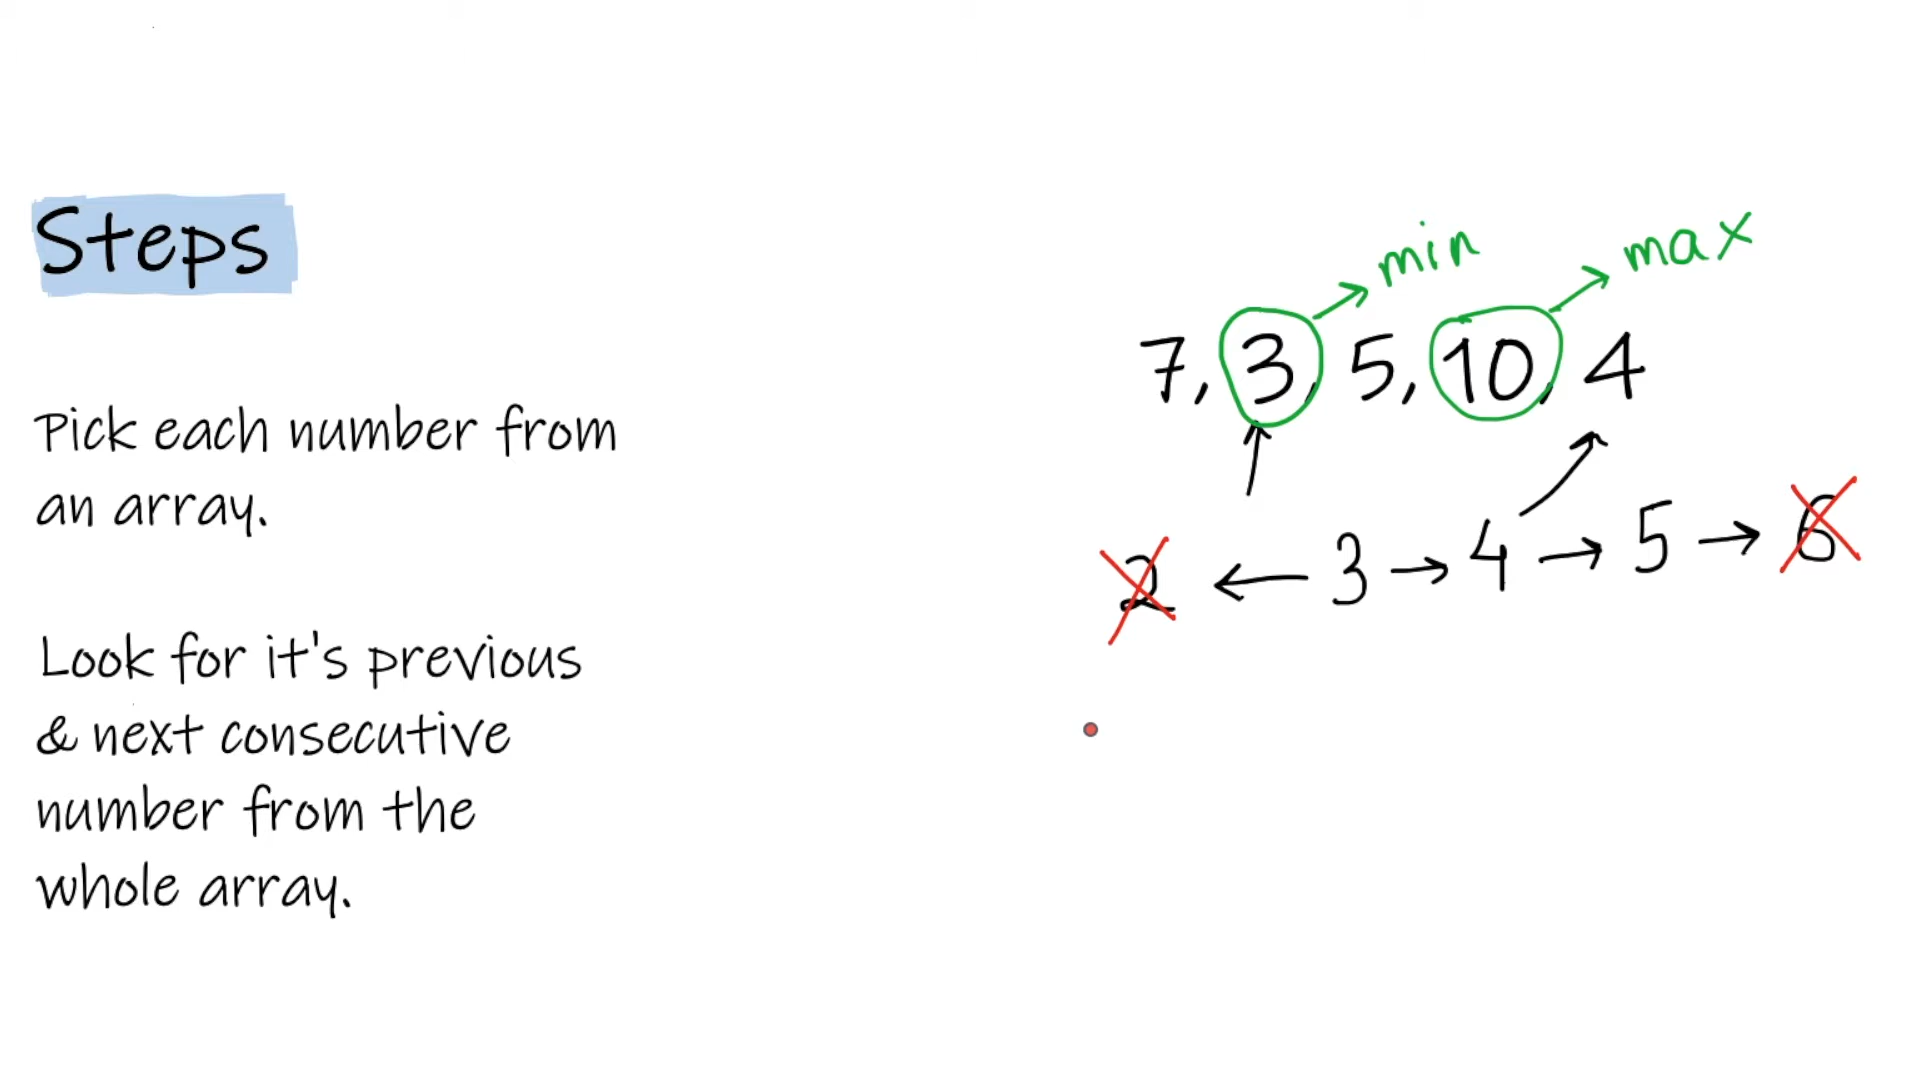 Steps
Pick each number from
an array.
Look for it's previous
& next consecutive
number from the
whole array.
min
max
7, 3, 5, 10, 4
2 ← 3 → 4 → 5 → 6